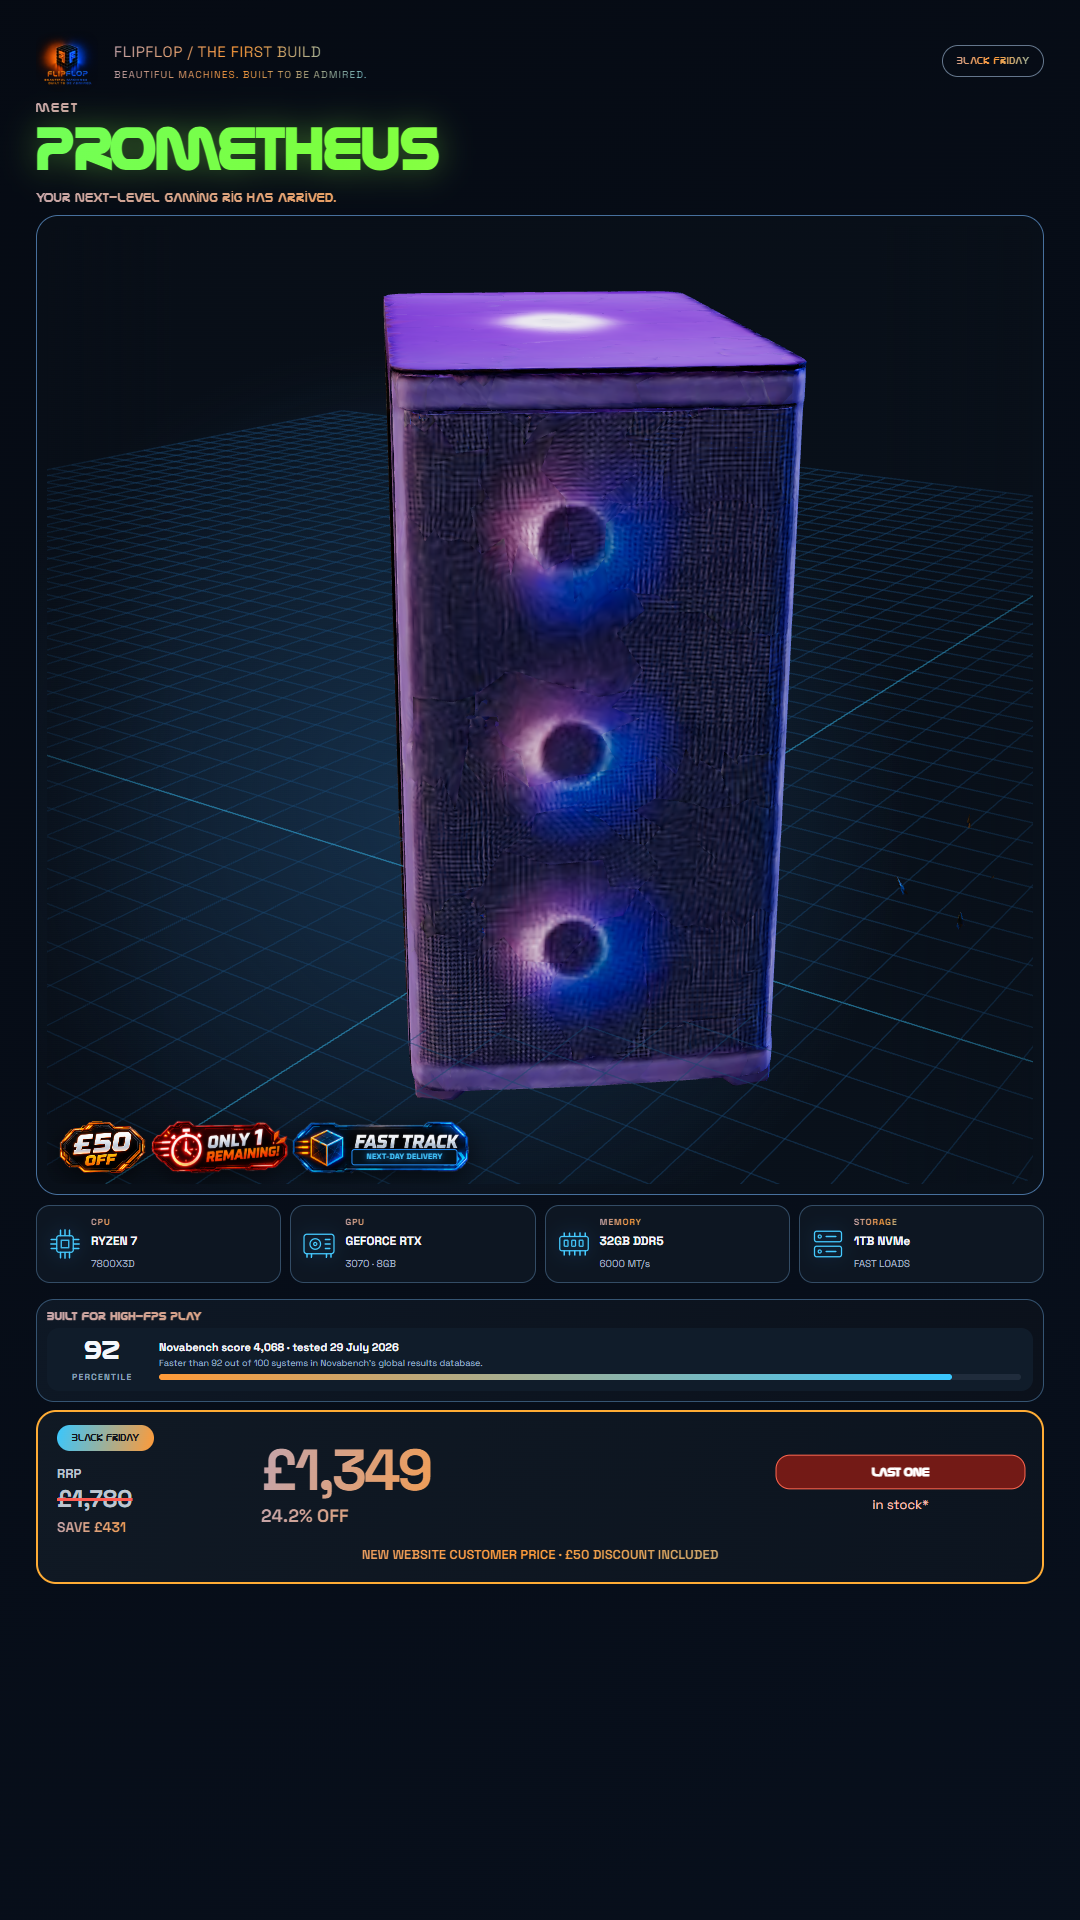 FLIPFLOP
FLIPFLOP / THE FIRST BUILD
BEAUTIFUL MACHINES. BUILT TO BE ADMIRED.
BLACK FRIDAY
MEET
PROMETHEUS
YOUR NEXT-LEVEL GAMING RIG HAS ARRIVED.
£50 OFF
ONLY 1 REMAINING!
FAST TRACK
NEXT-DAY DELIVERY
CPU
RYZEN 7
7800X3D
GPU
GEFORCE RTX
3070 · 8GB
MEMORY
32GB DDR5
6000 MT/s
STORAGE
1TB NVMe
FAST LOADS
BUILT FOR HIGH-FPS PLAY
92
PERCENTILE
Novabench score 4,068 · tested 29 July 2026
Faster than 92 out of 100 systems in Novabench's global results database.
BLACK FRIDAY
RRP
£1,780
SAVE £431
£1,349
24.2% OFF
LAST ONE
in stock*
NEW WEBSITE CUSTOMER PRICE · £50 DISCOUNT INCLUDED